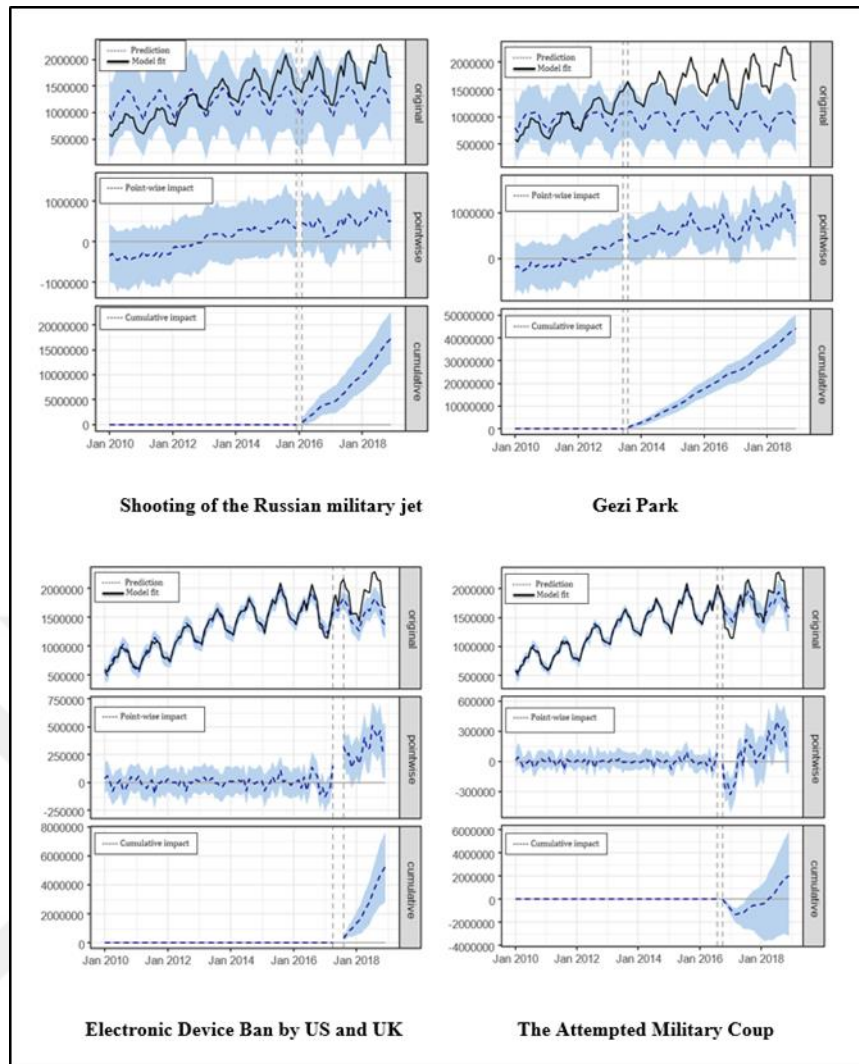 Prediction
Model fit
2000000
1500000
1000000
500000
original
Point-wise impact
1000000
0
-1000000
pointwise
Cumulative impact
20000000
15000000
10000000
5000000
0
cumulative
Jan 2010 Jan 2012 Jan 2014 Jan 2016 Jan 2018
Shooting of the Russian military jet
Prediction
Model fit
2000000
1500000
1000000
500000
original
Point-wise impact
1000000
0
pointwise
Cumulative impact
50000000
40000000
30000000
20000000
10000000
0
cumulative
Jan 2010 Jan 2012 Jan 2014 Jan 2016 Jan 2018
Gezi Park
Prediction
Model fit
2000000
1500000
1000000
500000
original
Point-wise impact
750000
500000
250000
0
-250000
pointwise
Cumulative impact
8000000
6000000
4000000
2000000
0
cumulative
Jan 2010 Jan 2012 Jan 2014 Jan 2016 Jan 2018
Electronic Device Ban by US and UK
Prediction
Model fit
2000000
1500000
1000000
500000
original
Point-wise impact
600000
300000
0
-300000
pointwise
Cumulative impact
6000000
4000000
2000000
0
-2000000
-4000000
cumulative
Jan 2010 Jan 2012 Jan 2014 Jan 2016 Jan 2018
The Attempted Military Coup